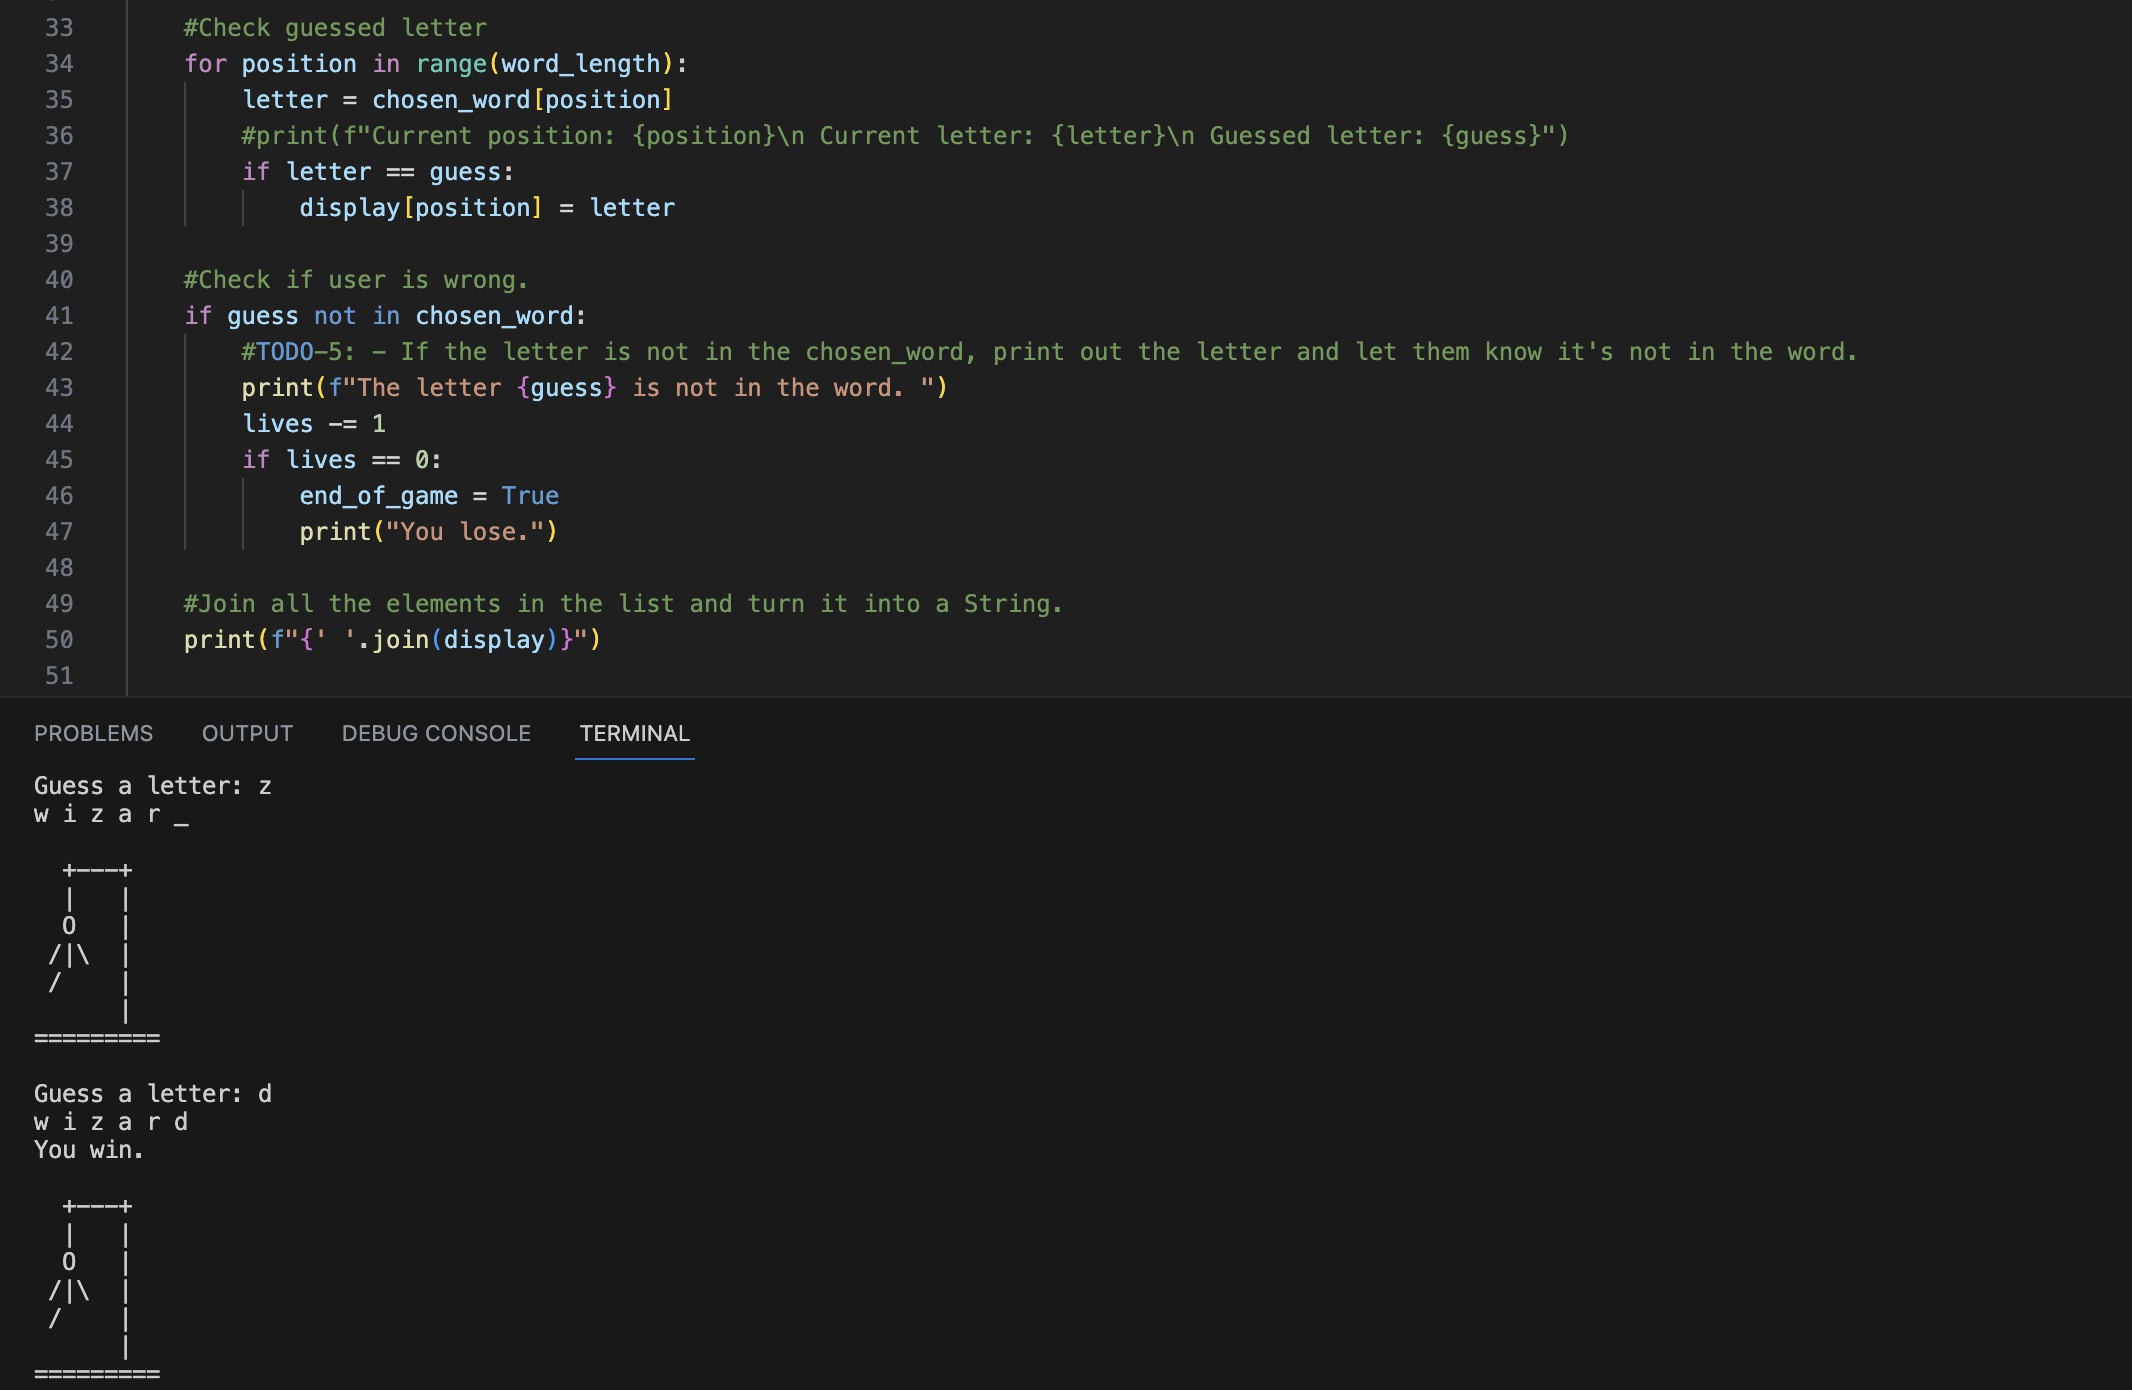 33 #Check guessed letter
34 for position in range(word_length):
35 letter = chosen_word[position]
36 #print(f"Current position: {position}\n Current letter: {letter}\n Guessed letter: {guess}")
37 if letter == guess:
38 display[position] = letter
39
40 #Check if user is wrong.
41 if guess not in chosen_word:
42 #TODO-5: - If the letter is not in the chosen_word, print out the letter and let them know it's not in the word.
43 print(f"The letter {guess} is not in the word. ")
44 lives -= 1
45 if lives == 0:
46 end_of_game = True
47 print("You lose.")
48
49 #Join all the elements in the list and turn it into a String.
50 print(f"{' '.join(display)}")
51
PROBLEMS OUTPUT DEBUG CONSOLE TERMINAL
Guess a letter: z
w i z a r _
  +---+
  |   |
  O   |
 /|\  |
 /    |
      |
=========
Guess a letter: d
w i z a r d
You win.
  +---+
  |   |
  O   |
 /|\  |
 /    |
      |
=========